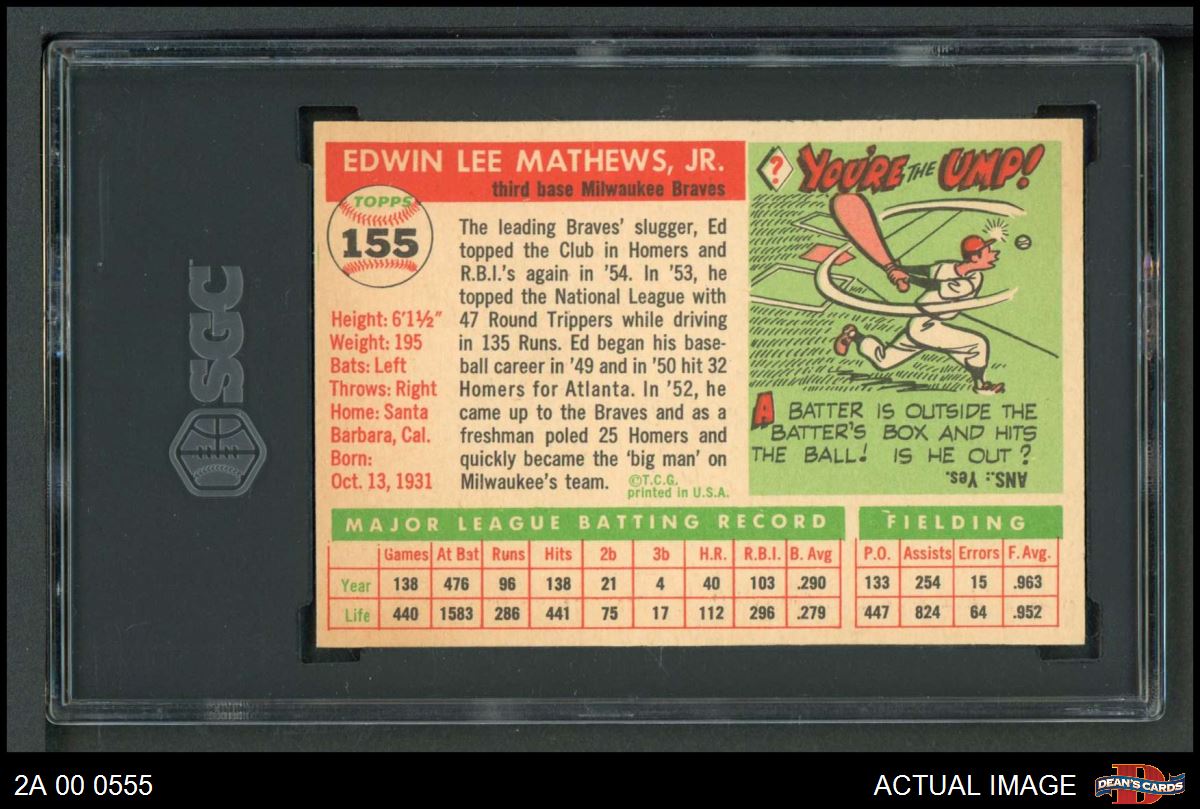 SGC
EDWIN LEE MATHEWS, JR.
third base Milwaukee Braves
TOPPS
155
Height: 6'1½"
Weight: 195
Bats: Left
Throws: Right
Home: Santa
Barbara, Cal.
Born:
Oct. 13, 1931
The leading Braves' slugger, Ed
topped the Club in Homers and
R.B.I.'s again in '54. In '53, he
topped the National League with
47 Round Trippers while driving
in 135 Runs. Ed began his base-
ball career in '49 and in '50 hit 32
Homers for Atlanta. In '52, he
came up to the Braves and as a
freshman poled 25 Homers and
quickly became the 'big man' on
Milwaukee's team.
©T.C.G.
printed in U.S.A.
? YOU'RE THE UMP!
A BATTER IS OUTSIDE THE
BATTER'S BOX AND HITS
THE BALL! IS HE OUT?
ANS.: Yes.
MAJOR LEAGUE BATTING RECORD FIELDING
Games At Bat Runs Hits 2b 3b H.R. R.B.I. B. Avg P.O. Assists Errors F. Avg.
Year 138 476 96 138 21 4 40 103 .290 133 254 15 .963
Life 440 1583 286 441 75 17 112 296 .279 447 824 64 .952
2A 00 0555
ACTUAL IMAGE
D
DEAN'S CARDS